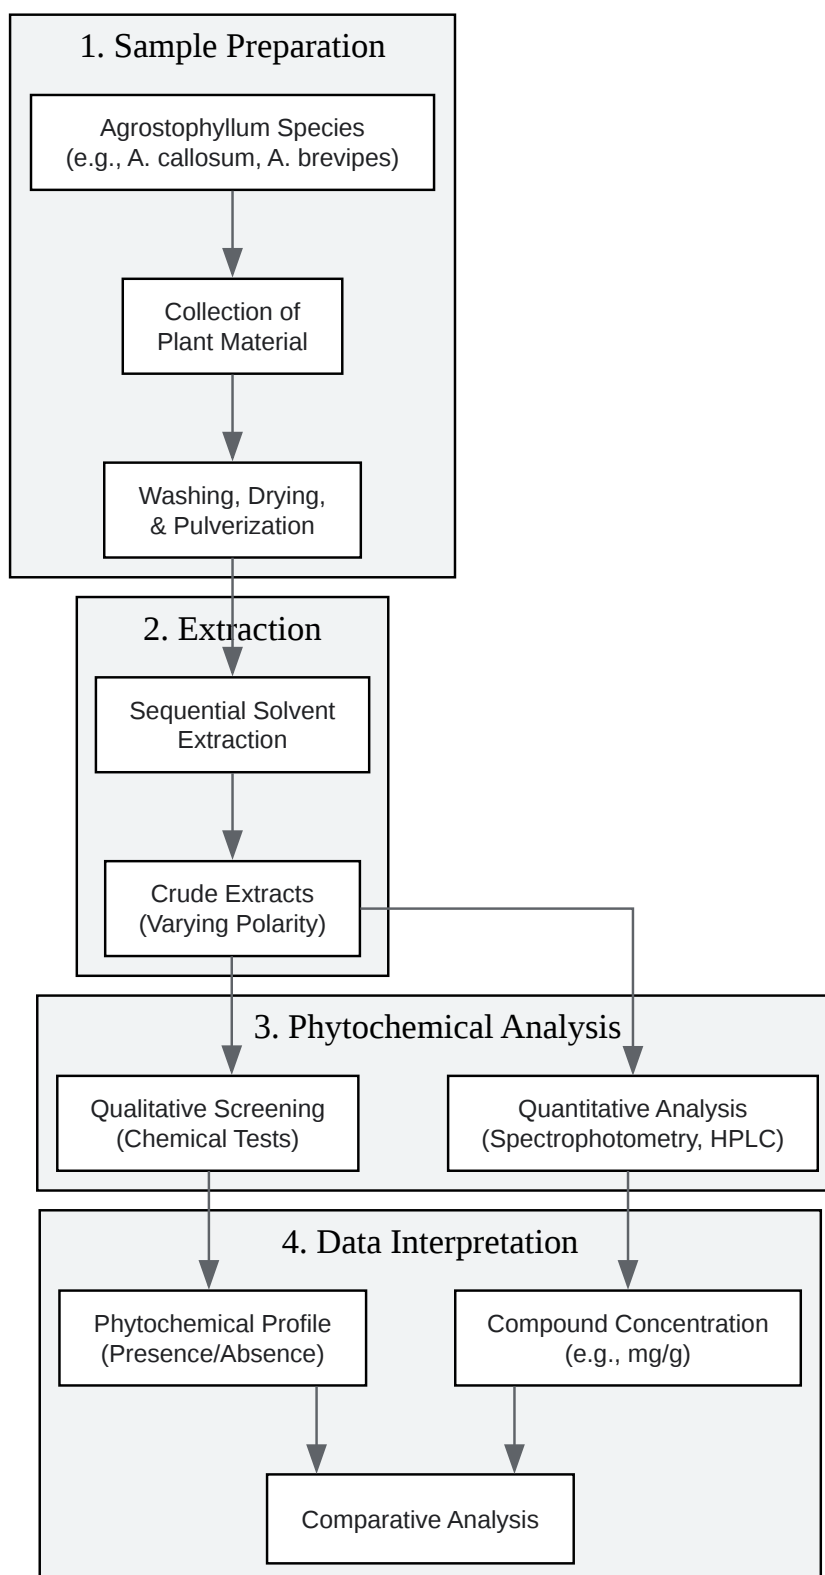 1. Sample Preparation
Agrostophyllum Species
(e.g., A. callosum, A. brevipes)
Collection of
Plant Material
Washing, Drying,
& Pulverization
2. Extraction
Sequential Solvent
Extraction
Crude Extracts
(Varying Polarity)
3. Phytochemical Analysis
Qualitative Screening
(Chemical Tests)
Quantitative Analysis
(Spectrophotometry, HPLC)
4. Data Interpretation
Phytochemical Profile
(Presence/Absence)
Compound Concentration
(e.g., mg/g)
Comparative Analysis